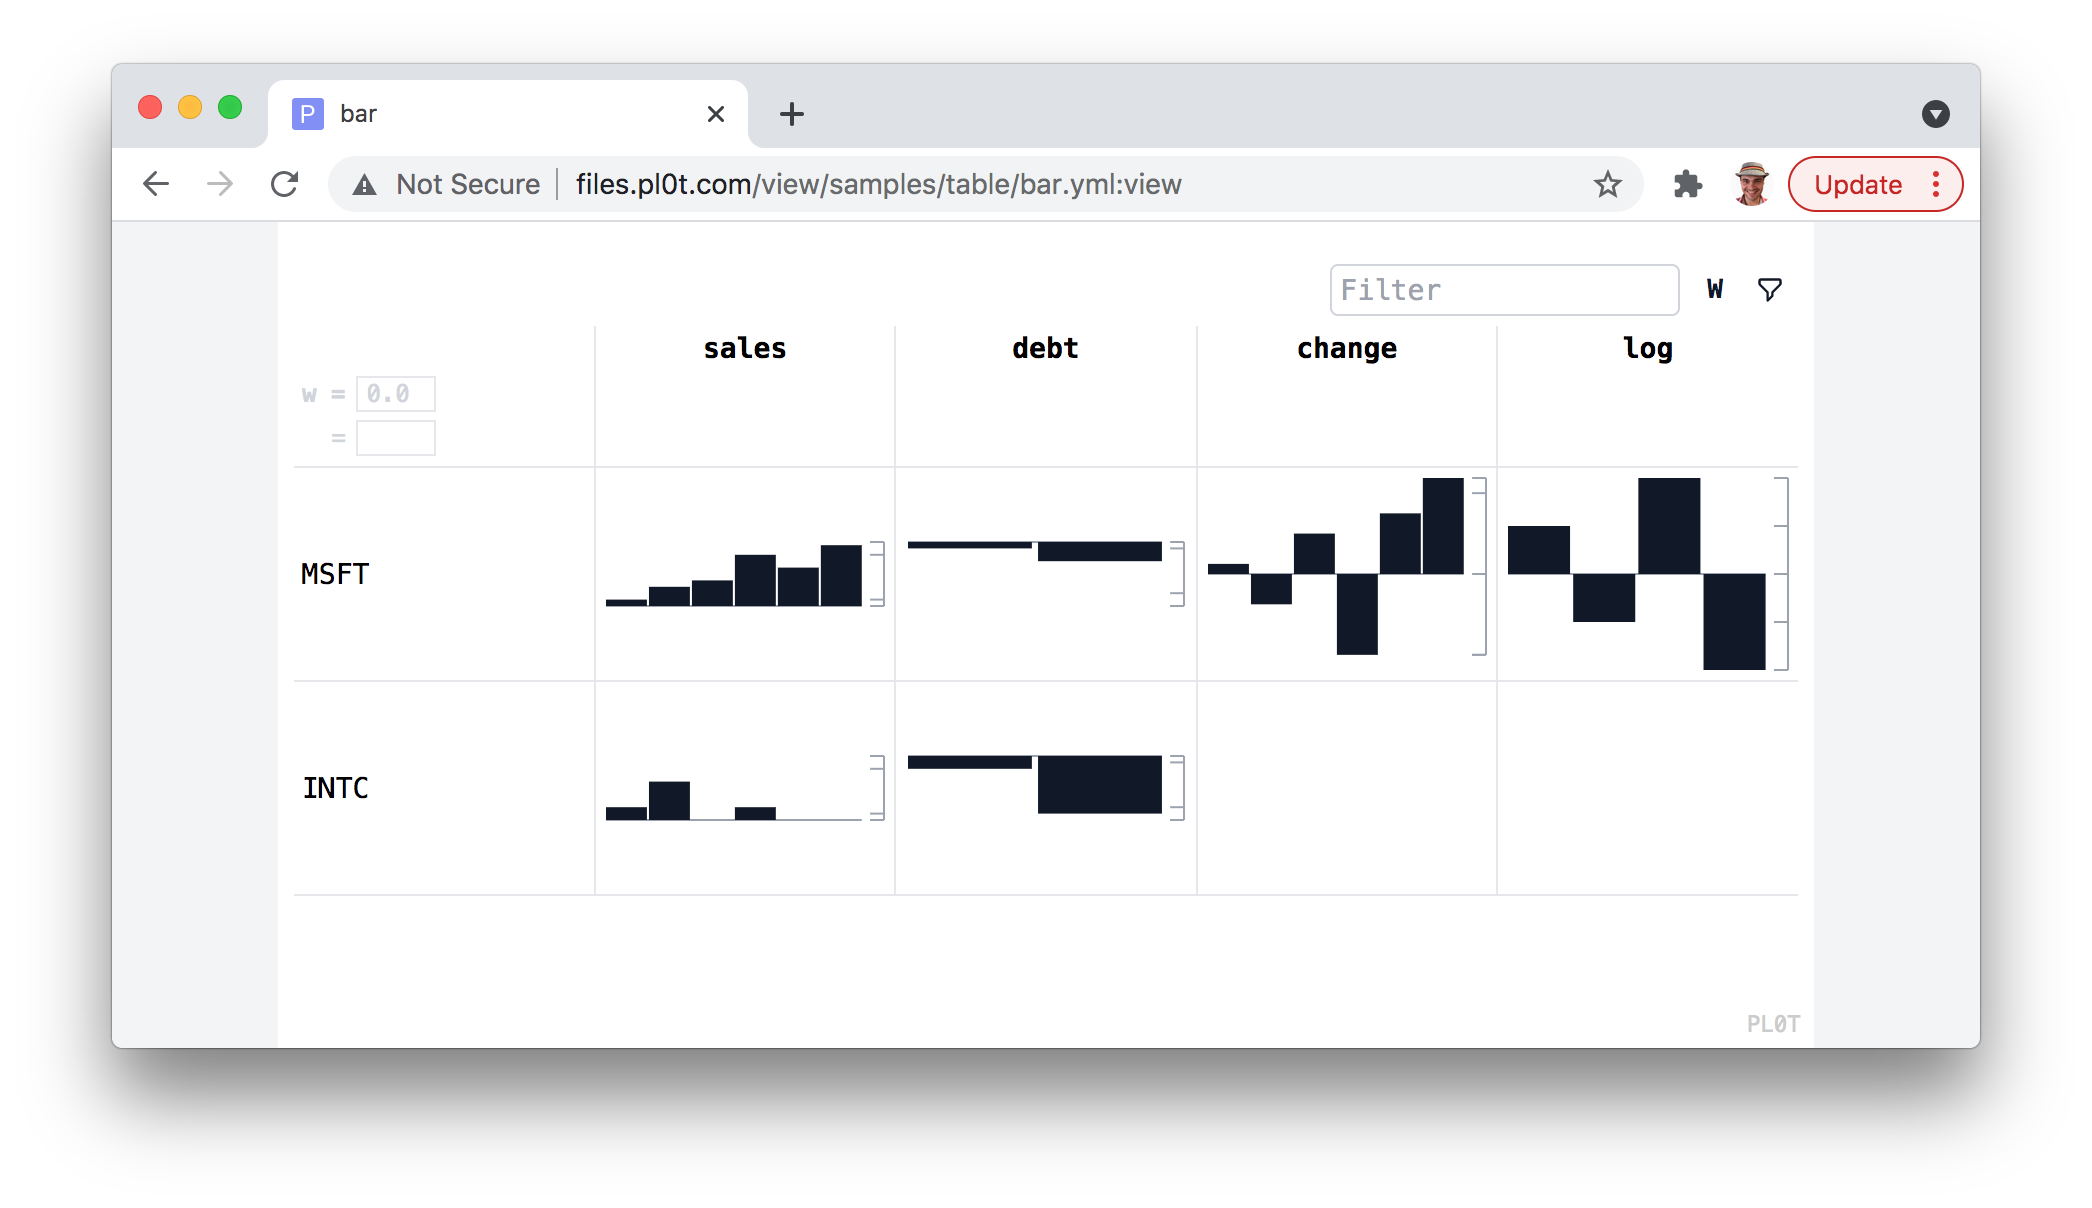 P bar
Not Secure files.pl0t.com/view/samples/table/bar.yml:view Update
Filter W
sales debt change log
w = 0.0
=
MSFT
INTC
PL0T